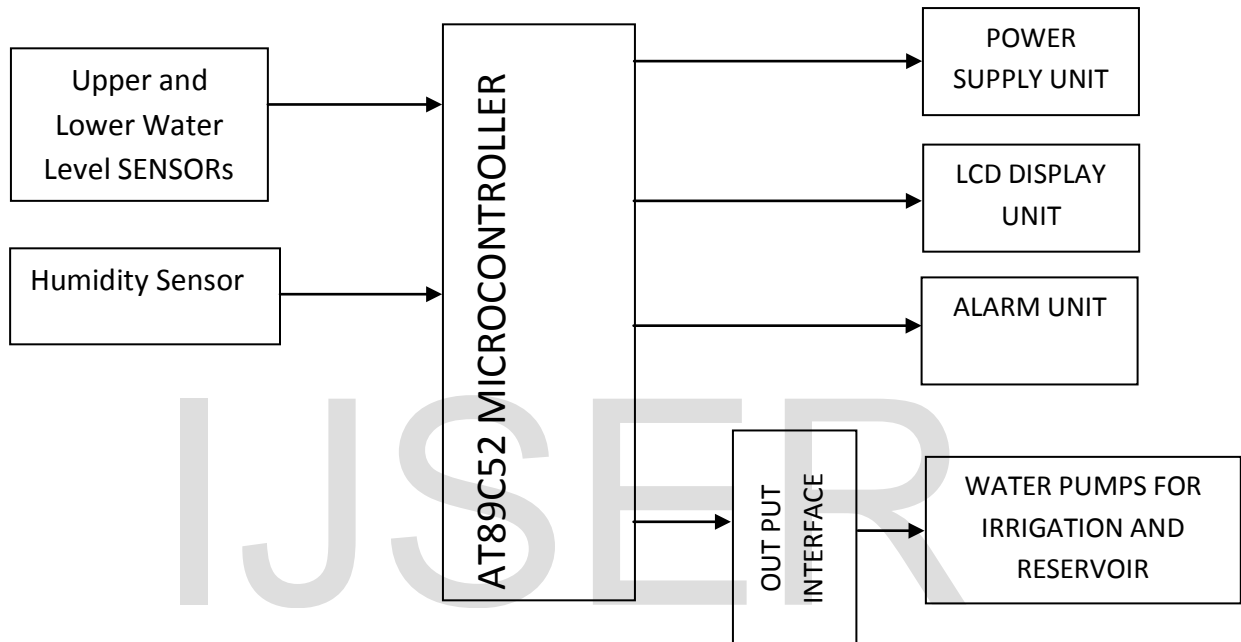 Upper and
Lower Water
Level SENSORs
Humidity Sensor
AT89C52 MICROCONTROLLER
POWER
SUPPLY UNIT
LCD DISPLAY
UNIT
ALARM UNIT
OUT PUT
INTERFACE
WATER PUMPS FOR
IRRIGATION AND
RESERVOIR
IJSER